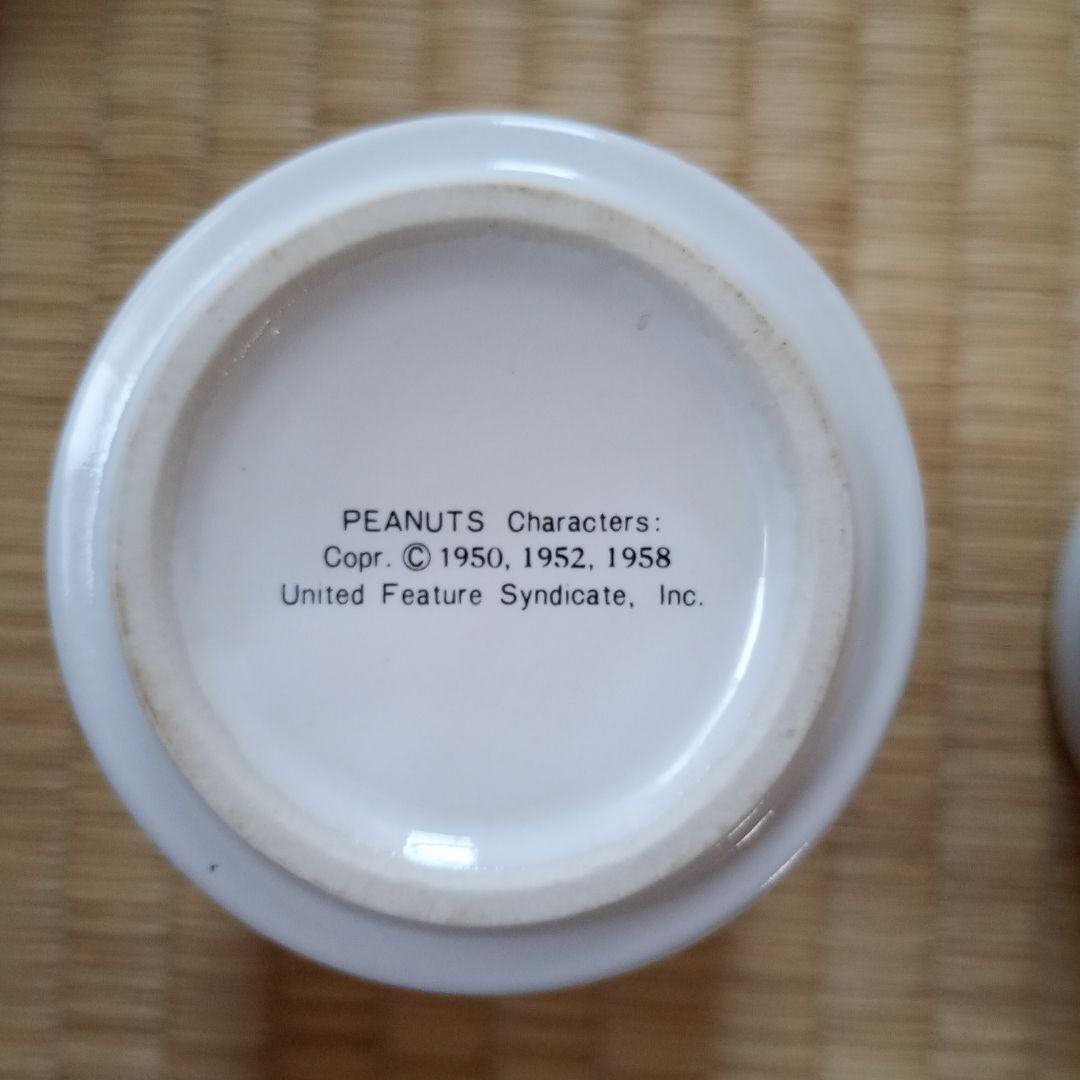 PEANUTS Characters:
Copr. © 1950, 1952, 1958
United Feature Syndicate, Inc.